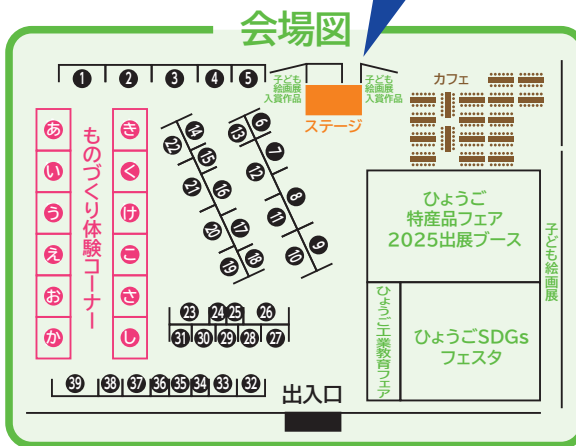 会場図
1 2 3 4 5
子ども
絵画展
入賞作品
ステージ
子ども
絵画展
入賞作品
カフェ
あ
い
う
え
お
か
ものづくり体験コーナー
き
く
け
こ
さ
し
22 14
21 15
16
20 17
19 18
13 6
12 7
8
11
10 9
23 24 25 26
31 30 29 28 27
39 38 37 36 35 34 33 32
ひょうご
特産品フェア
2025出展ブース
ひょうご工業教育フェア
ひょうごSDGs
フェスタ
子ども絵画展
出入口